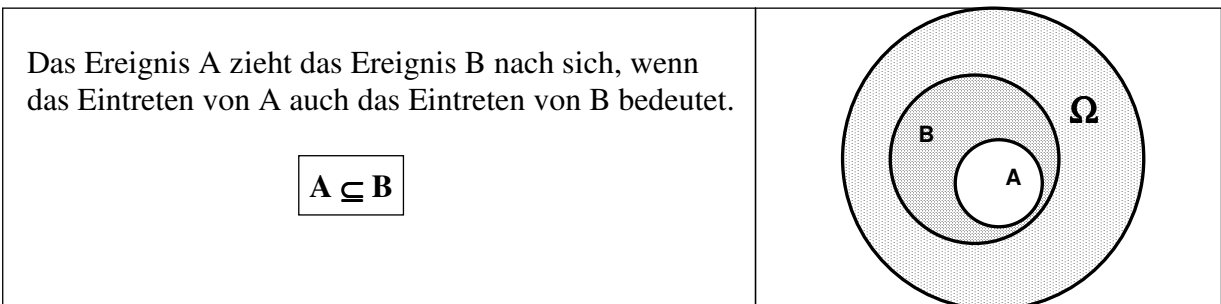 Das Ereignis A zieht das Ereignis B nach sich, wenn
das Eintreten von A auch das Eintreten von B bedeutet.
A ⊆ B
Ω
B
A